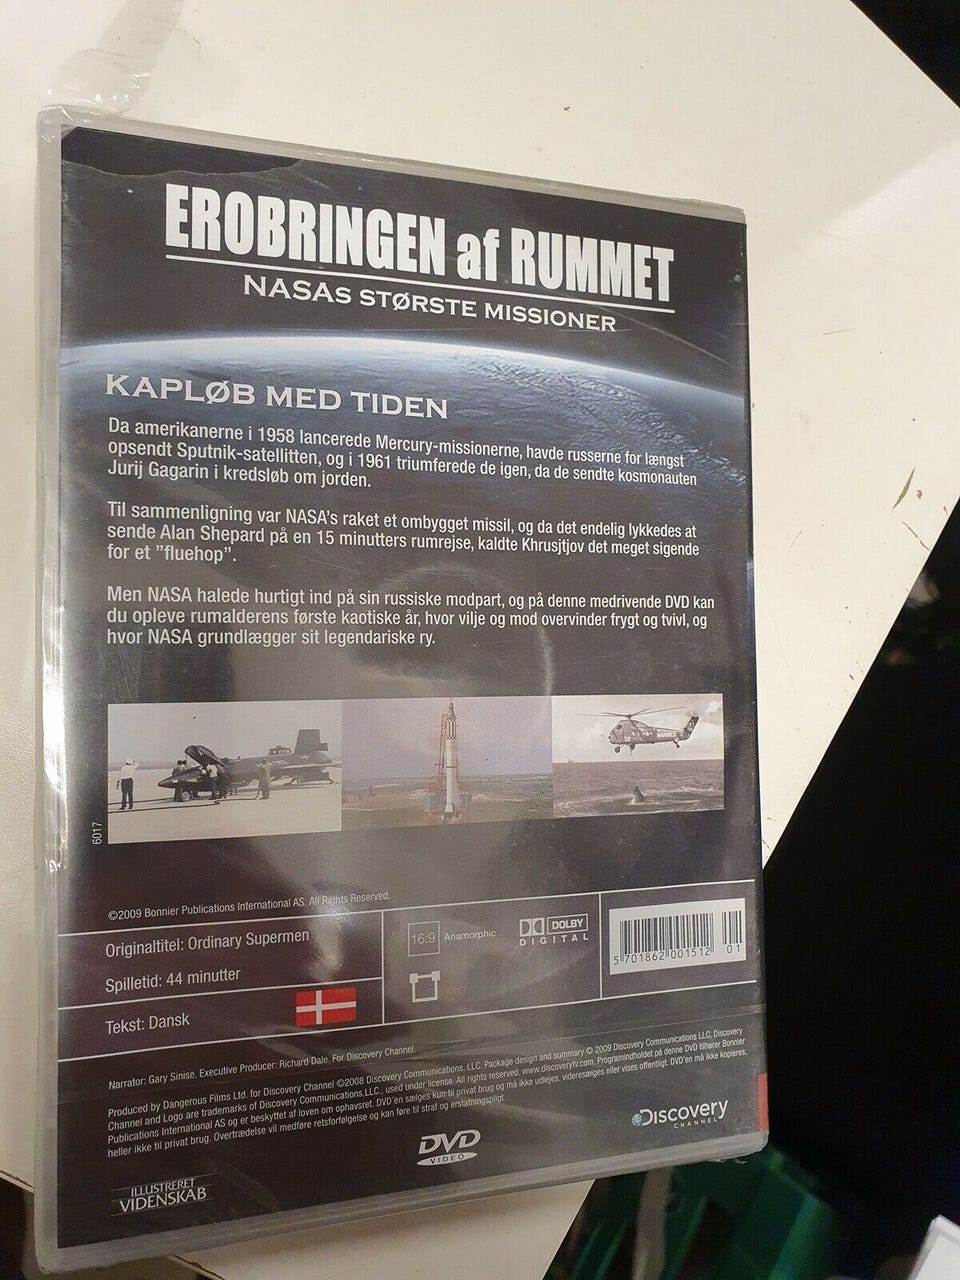 EROBRINGEN af RUMMET
NASAS STØRSTE MISSIONER
KAPLØB MED TIDEN
Da amerikanerne i 1958 lancerede Mercury-missionerne, havde russerne for længst
opsendt Sputnik-satellitten, og i 1961 triumferede de igen, da de sendte kosmonauten
Jurij Gagarin i kredsløb om jorden.
Til sammenligning var NASA's raket et ombygget missil, og da det endelig lykkedes at
sende Alan Shepard på en 15 minutters rumrejse, kaldte Khrusjtjov det meget sigende
for et "fluehop".
Men NASA halede hurtigt ind på sin russiske modpart, og på denne medrivende DVD kan
du opleve rumalderens første kaotiske år, hvor vilje og mod overvinder frygt og tvivl, og
hvor NASA grundlægger sit legendariske ry.
6017
©2009 Bonnier Publications International AS. All Rights Reserved.
Originaltitel: Ordinary Supermen
Spilletid: 44 minutter
Tekst: Dansk
16:9 Anamorphic
DOLBY
DIGITAL
5 701862 001512 01
Narrator: Gary Sinise. Executive Producer: Richard Dale. For Discovery Channel.
Produced by Dangerous Films Ltd. for Discovery Channel ©2008 Discovery Communications, LLC. Package design and summary © 2009 Discovery Communications LLC. Discovery
Channel and Logo are trademarks of Discovery Communications,LLC., used under license. All rights reserved. www.discoverytv.com. Programindholdet på denne DVD tilhører Bonnier
Publications International AS og er beskyttet af loven om ophavsret. DVD'en sælges kun til privat brug og må ikke udlejes, videresælges eller vises offentligt. DVD'en må ikke kopieres,
heller ikke til privat brug. Overtrædelse vil medføre retsforfølgelse og kan føre til straf og erstatningspligt.
Discovery
CHANNEL
DVD
VIDEO
ILLUSTRERET
VIDENSKAB